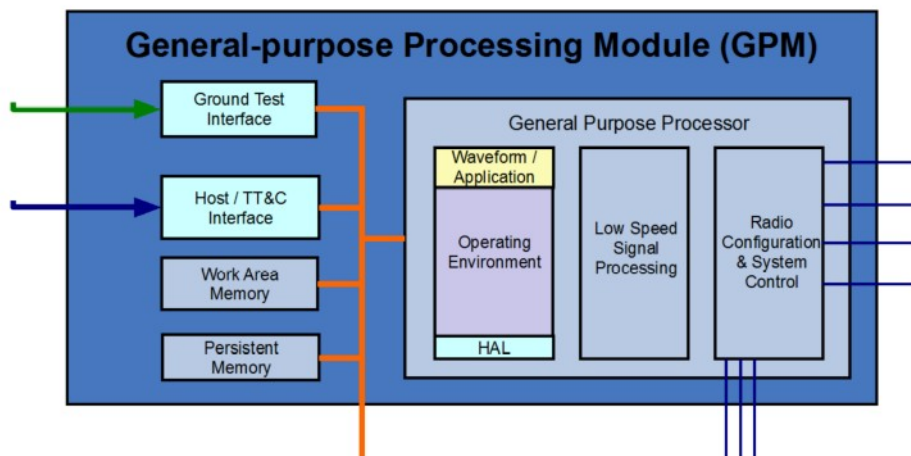 General-purpose Processing Module (GPM)
Ground Test
Interface
Host / TT&C
Interface
Work Area
Memory
Persistent
Memory
General Purpose Processor
Waveform /
Application
Operating
Environment
HAL
Low Speed
Signal
Processing
Radio
Configuration
& System
Control